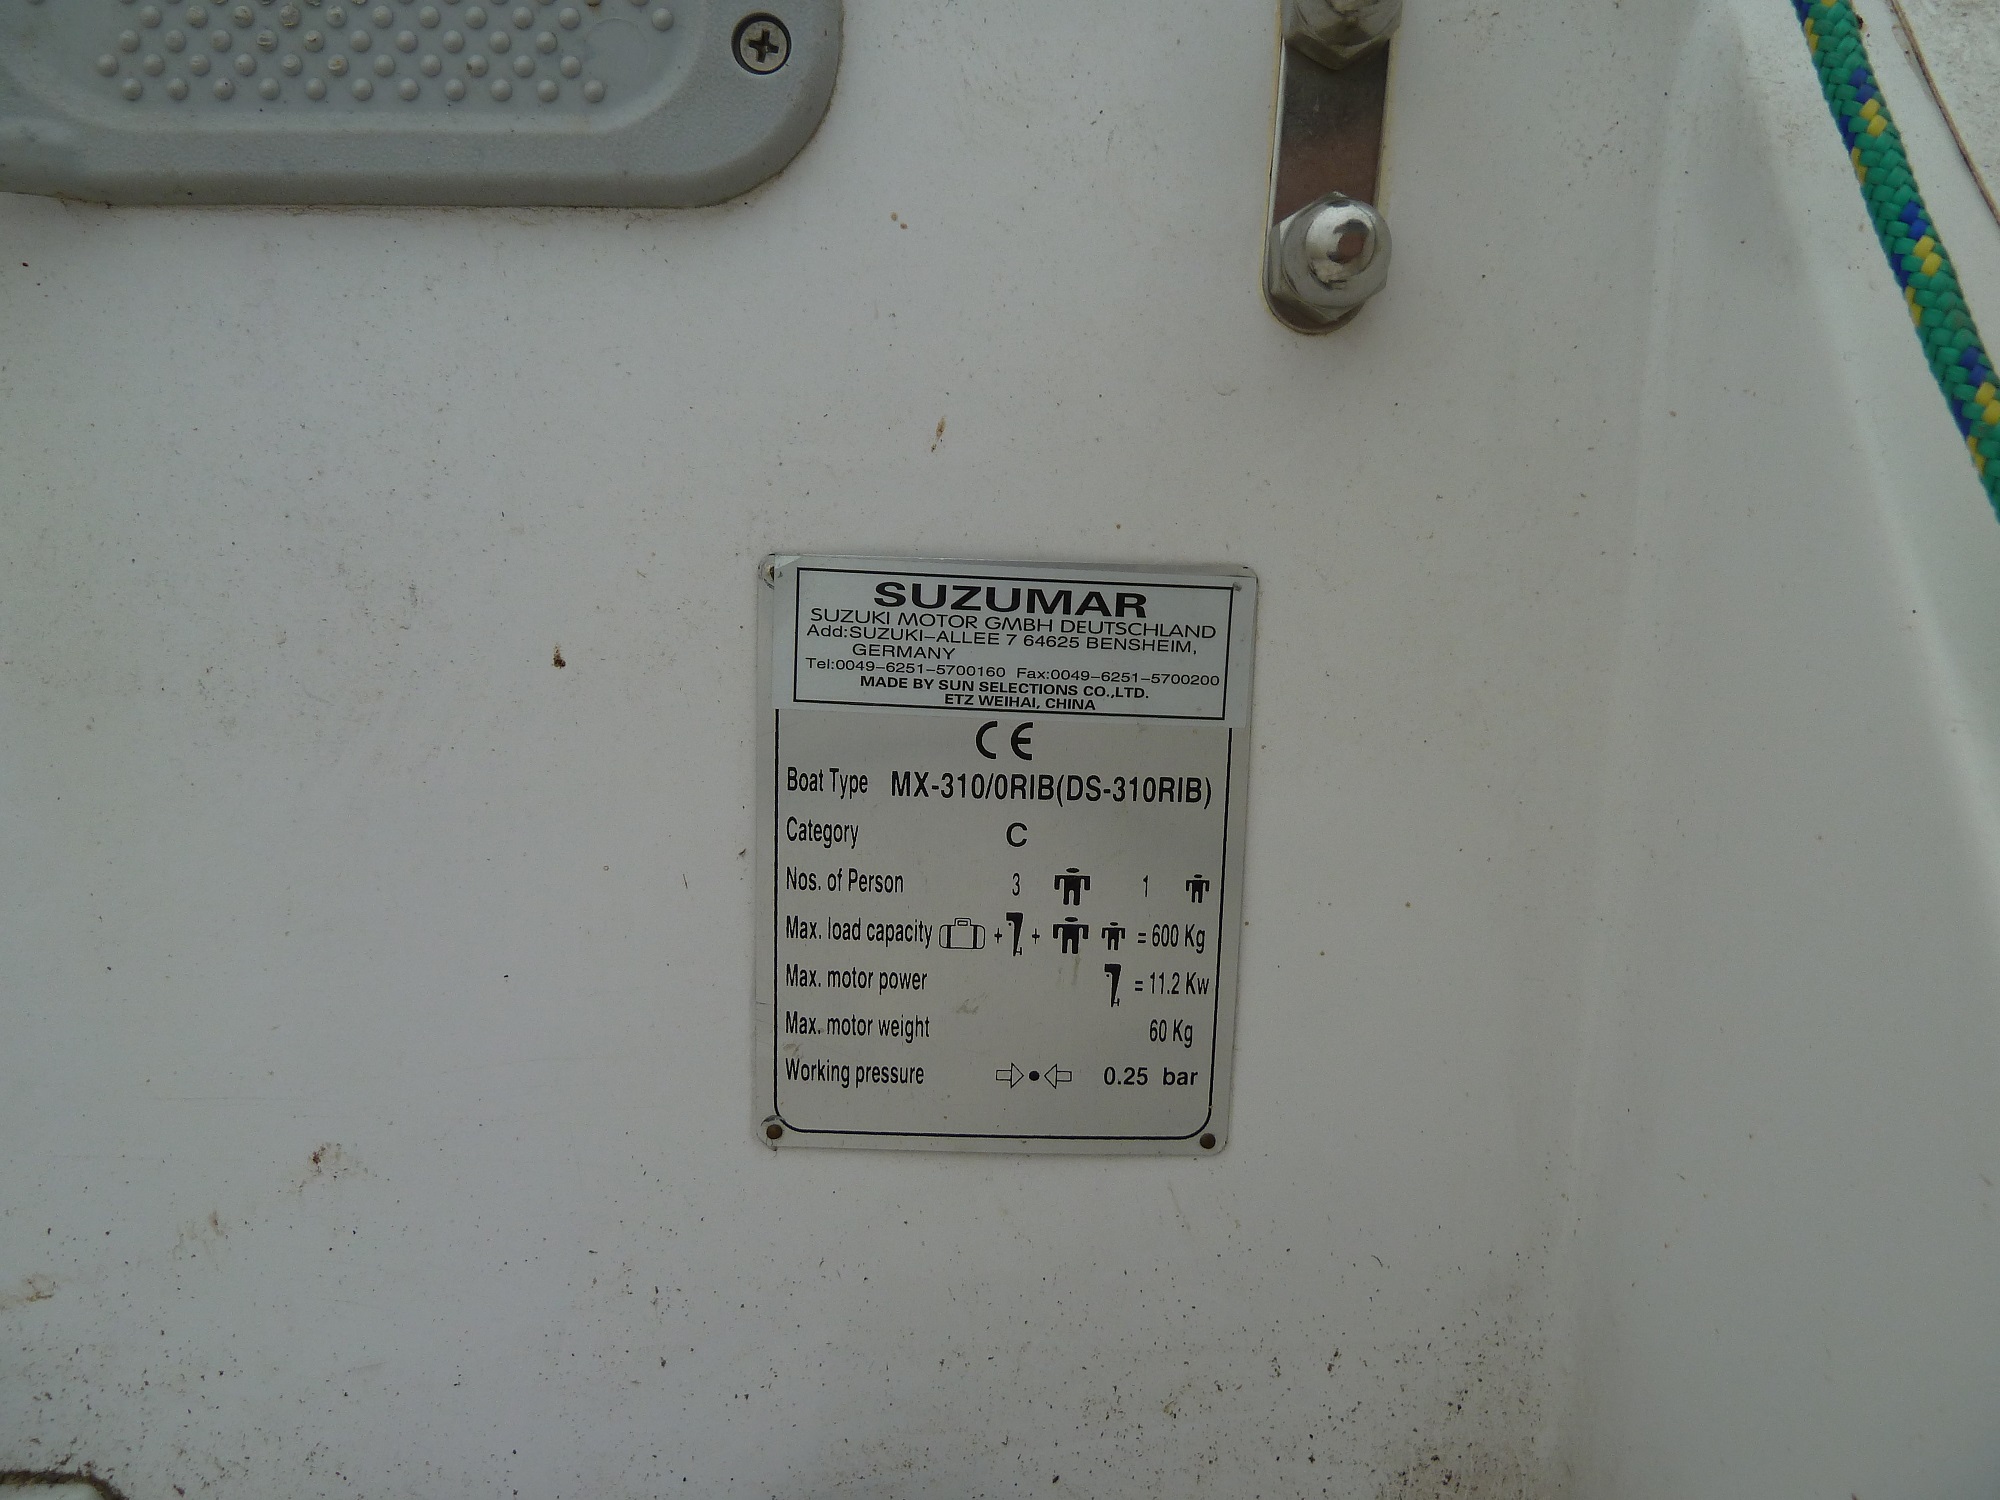 SUZUMAR
SUZUKI MOTOR GMBH DEUTSCHLAND
Add:SUZUKI-ALLEE 7 64625 BENSHEIM,
GERMANY
Tel:0049-6251-5700160 Fax:0049-6251-5700200
MADE BY SUN SELECTIONS CO.,LTD.
ETZ WEIHAI, CHINA
CE
Boat Type MX-310/0RIB(DS-310RIB)
Category C
Nos. of Person 3 1
Max. load capacity + + = 600 Kg
Max. motor power = 11.2 Kw
Max. motor weight 60 Kg
Working pressure 0.25 bar